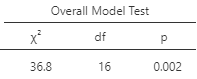 Overall Model Test
χ² df p
36.8 16 0.002